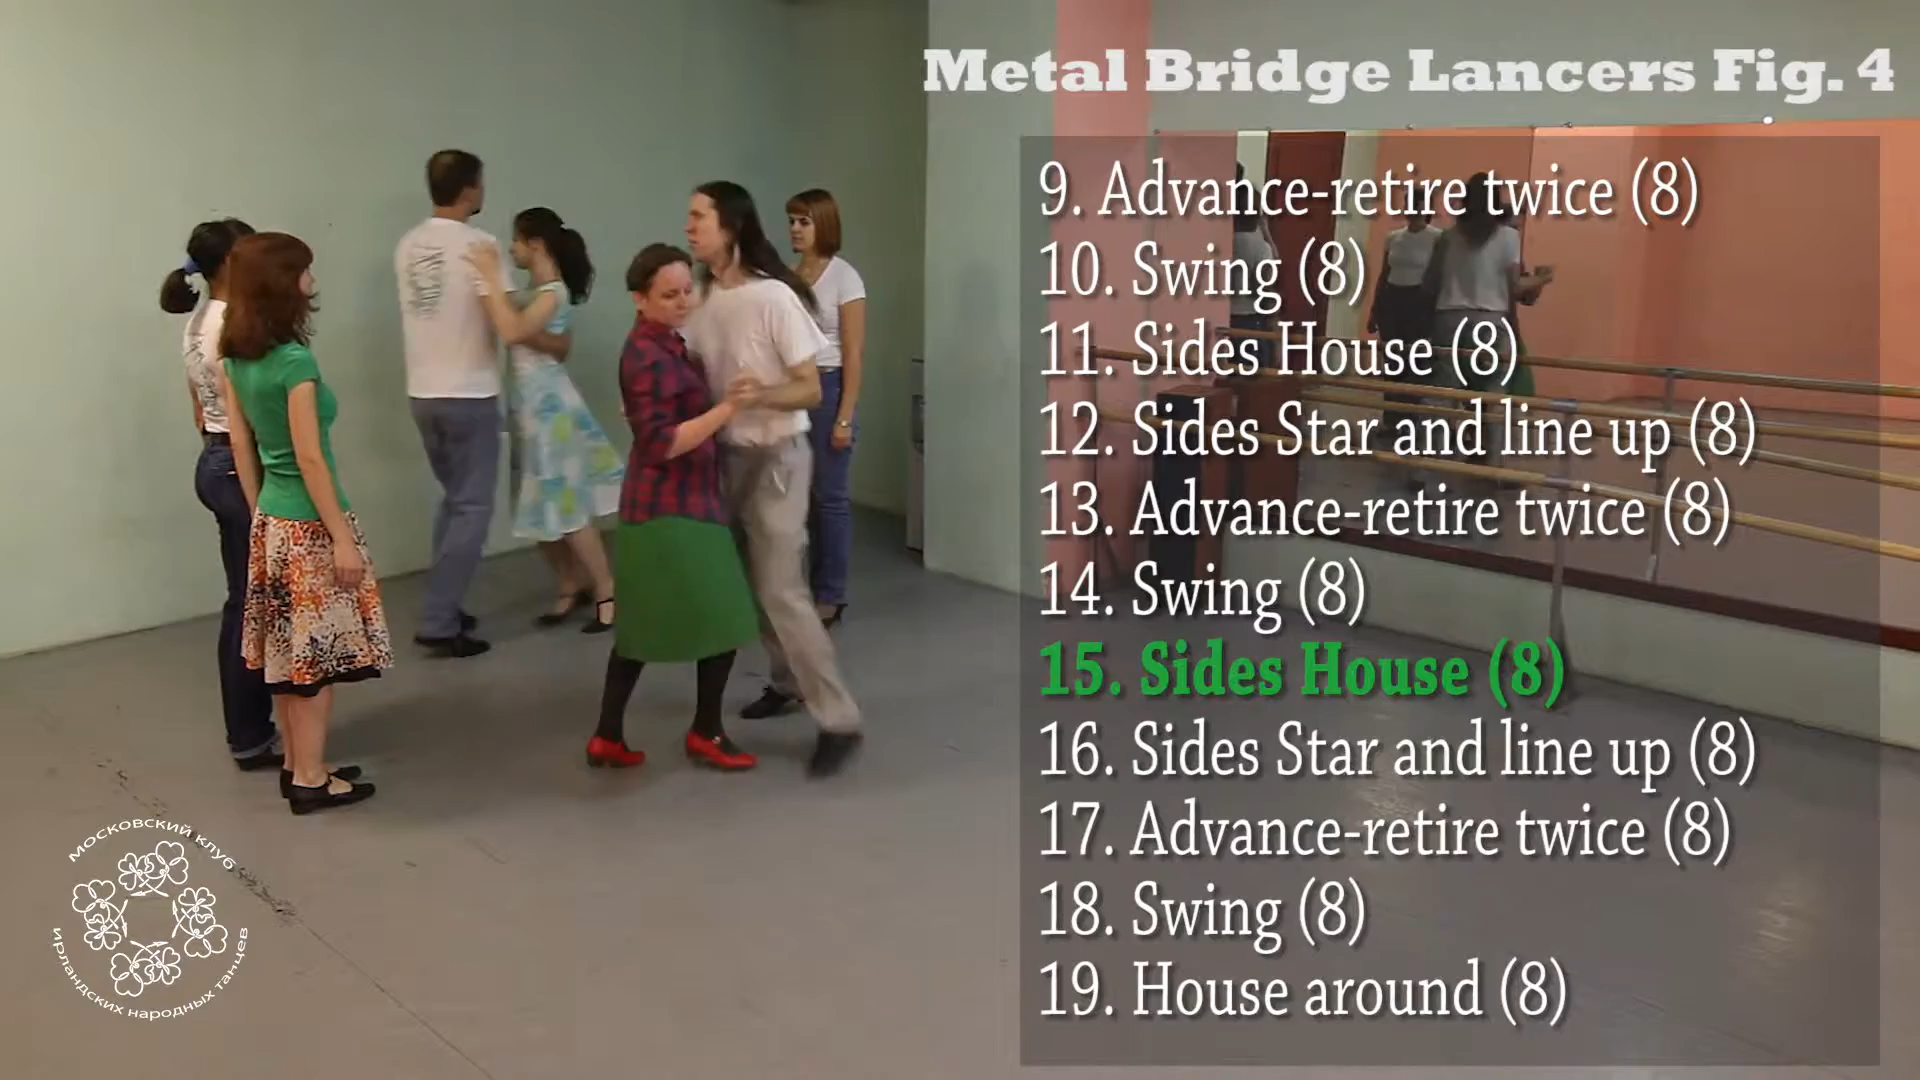 Metal Bridge Lancers Fig. 4
9. Advance-retire twice (8)
10. Swing (8)
11. Sides House (8)
12. Sides Star and line up (8)
13. Advance-retire twice (8)
14. Swing (8)
15. Sides House (8)
16. Sides Star and line up (8)
17. Advance-retire twice (8)
18. Swing (8)
19. House around (8)
МОСКОВСКИЙ КЛУБ
ирландских народных танцев